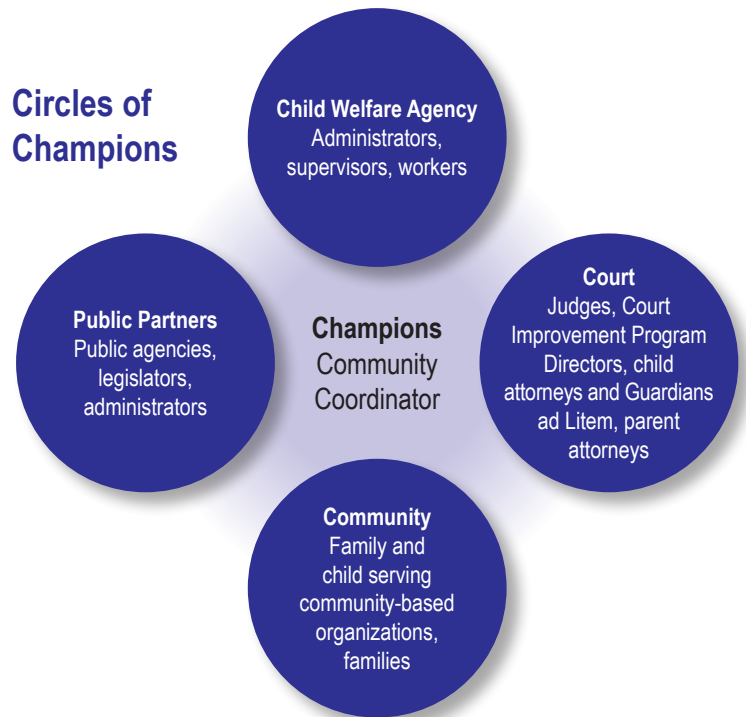 Circles of
Champions
Child Welfare Agency
Administrators,
supervisors, workers
Public Partners
Public agencies,
legislators,
administrators
Champions
Community
Coordinator
Court
Judges, Court
Improvement Program
Directors, child
attorneys and Guardians
ad Litem, parent
attorneys
Community
Family and
child serving
community-based
organizations,
families